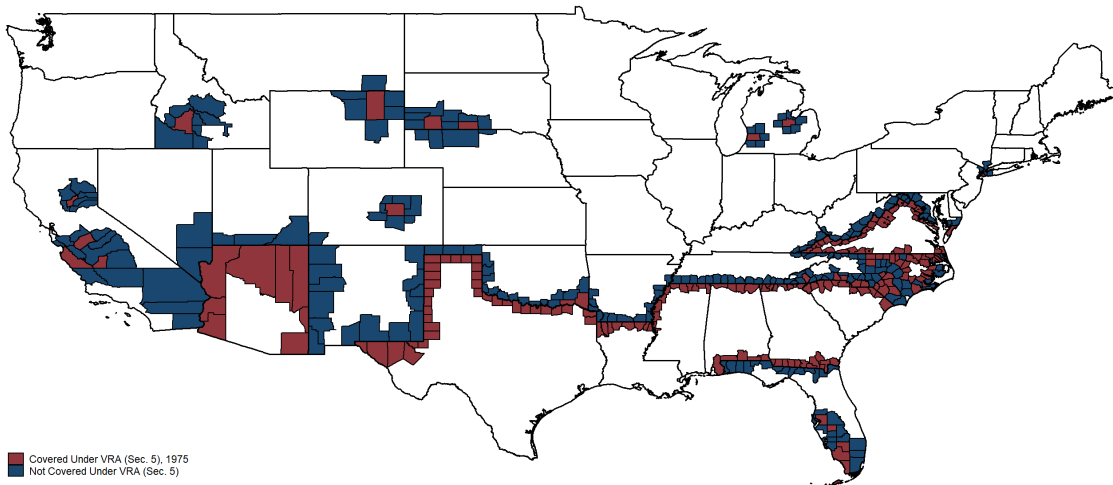 Covered Under VRA (Sec. 5), 1975
Not Covered Under VRA (Sec. 5)